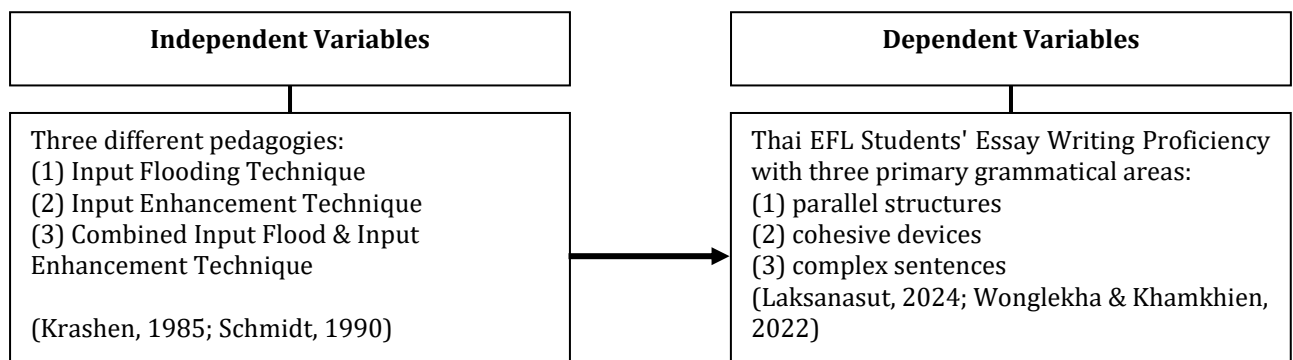 Independent Variables
Three different pedagogies:
(1) Input Flooding Technique
(2) Input Enhancement Technique
(3) Combined Input Flood & Input
Enhancement Technique
(Krashen, 1985; Schmidt, 1990)
Dependent Variables
Thai EFL Students' Essay Writing Proficiency
with three primary grammatical areas:
(1) parallel structures
(2) cohesive devices
(3) complex sentences
(Laksanasut, 2024; Wonglekha & Khamkhien,
2022)